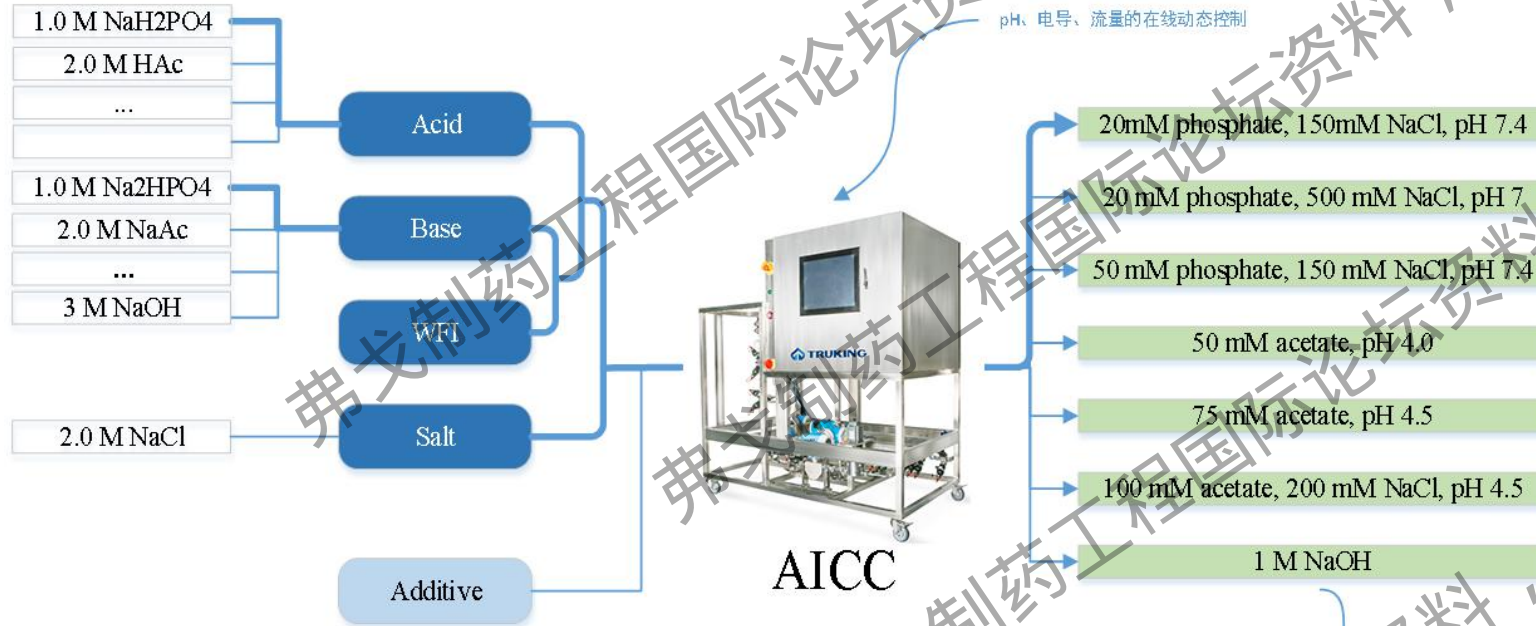 pH、电导、流量的在线动态控制
1.0 M NaH2PO4
2.0 M HAc
...
1.0 M Na2HPO4
2.0 M NaAc
...
3 M NaOH
2.0 M NaCl
Acid
Base
WFI
Salt
Additive
TRUKING
AICC
20mM phosphate, 150mM NaCl, pH 7.4
20 mM phosphate, 500 mM NaCl, pH 7
50 mM phosphate, 150 mM NaCl, pH 7.4
50 mM acetate, pH 4.0
75 mM acetate, pH 4.5
100 mM acetate, 200 mM NaCl, pH 4.5
1 M NaOH
弗戈制药工程国际论坛资料
弗戈制药工程国际论坛资料
制药工程国际论坛资料